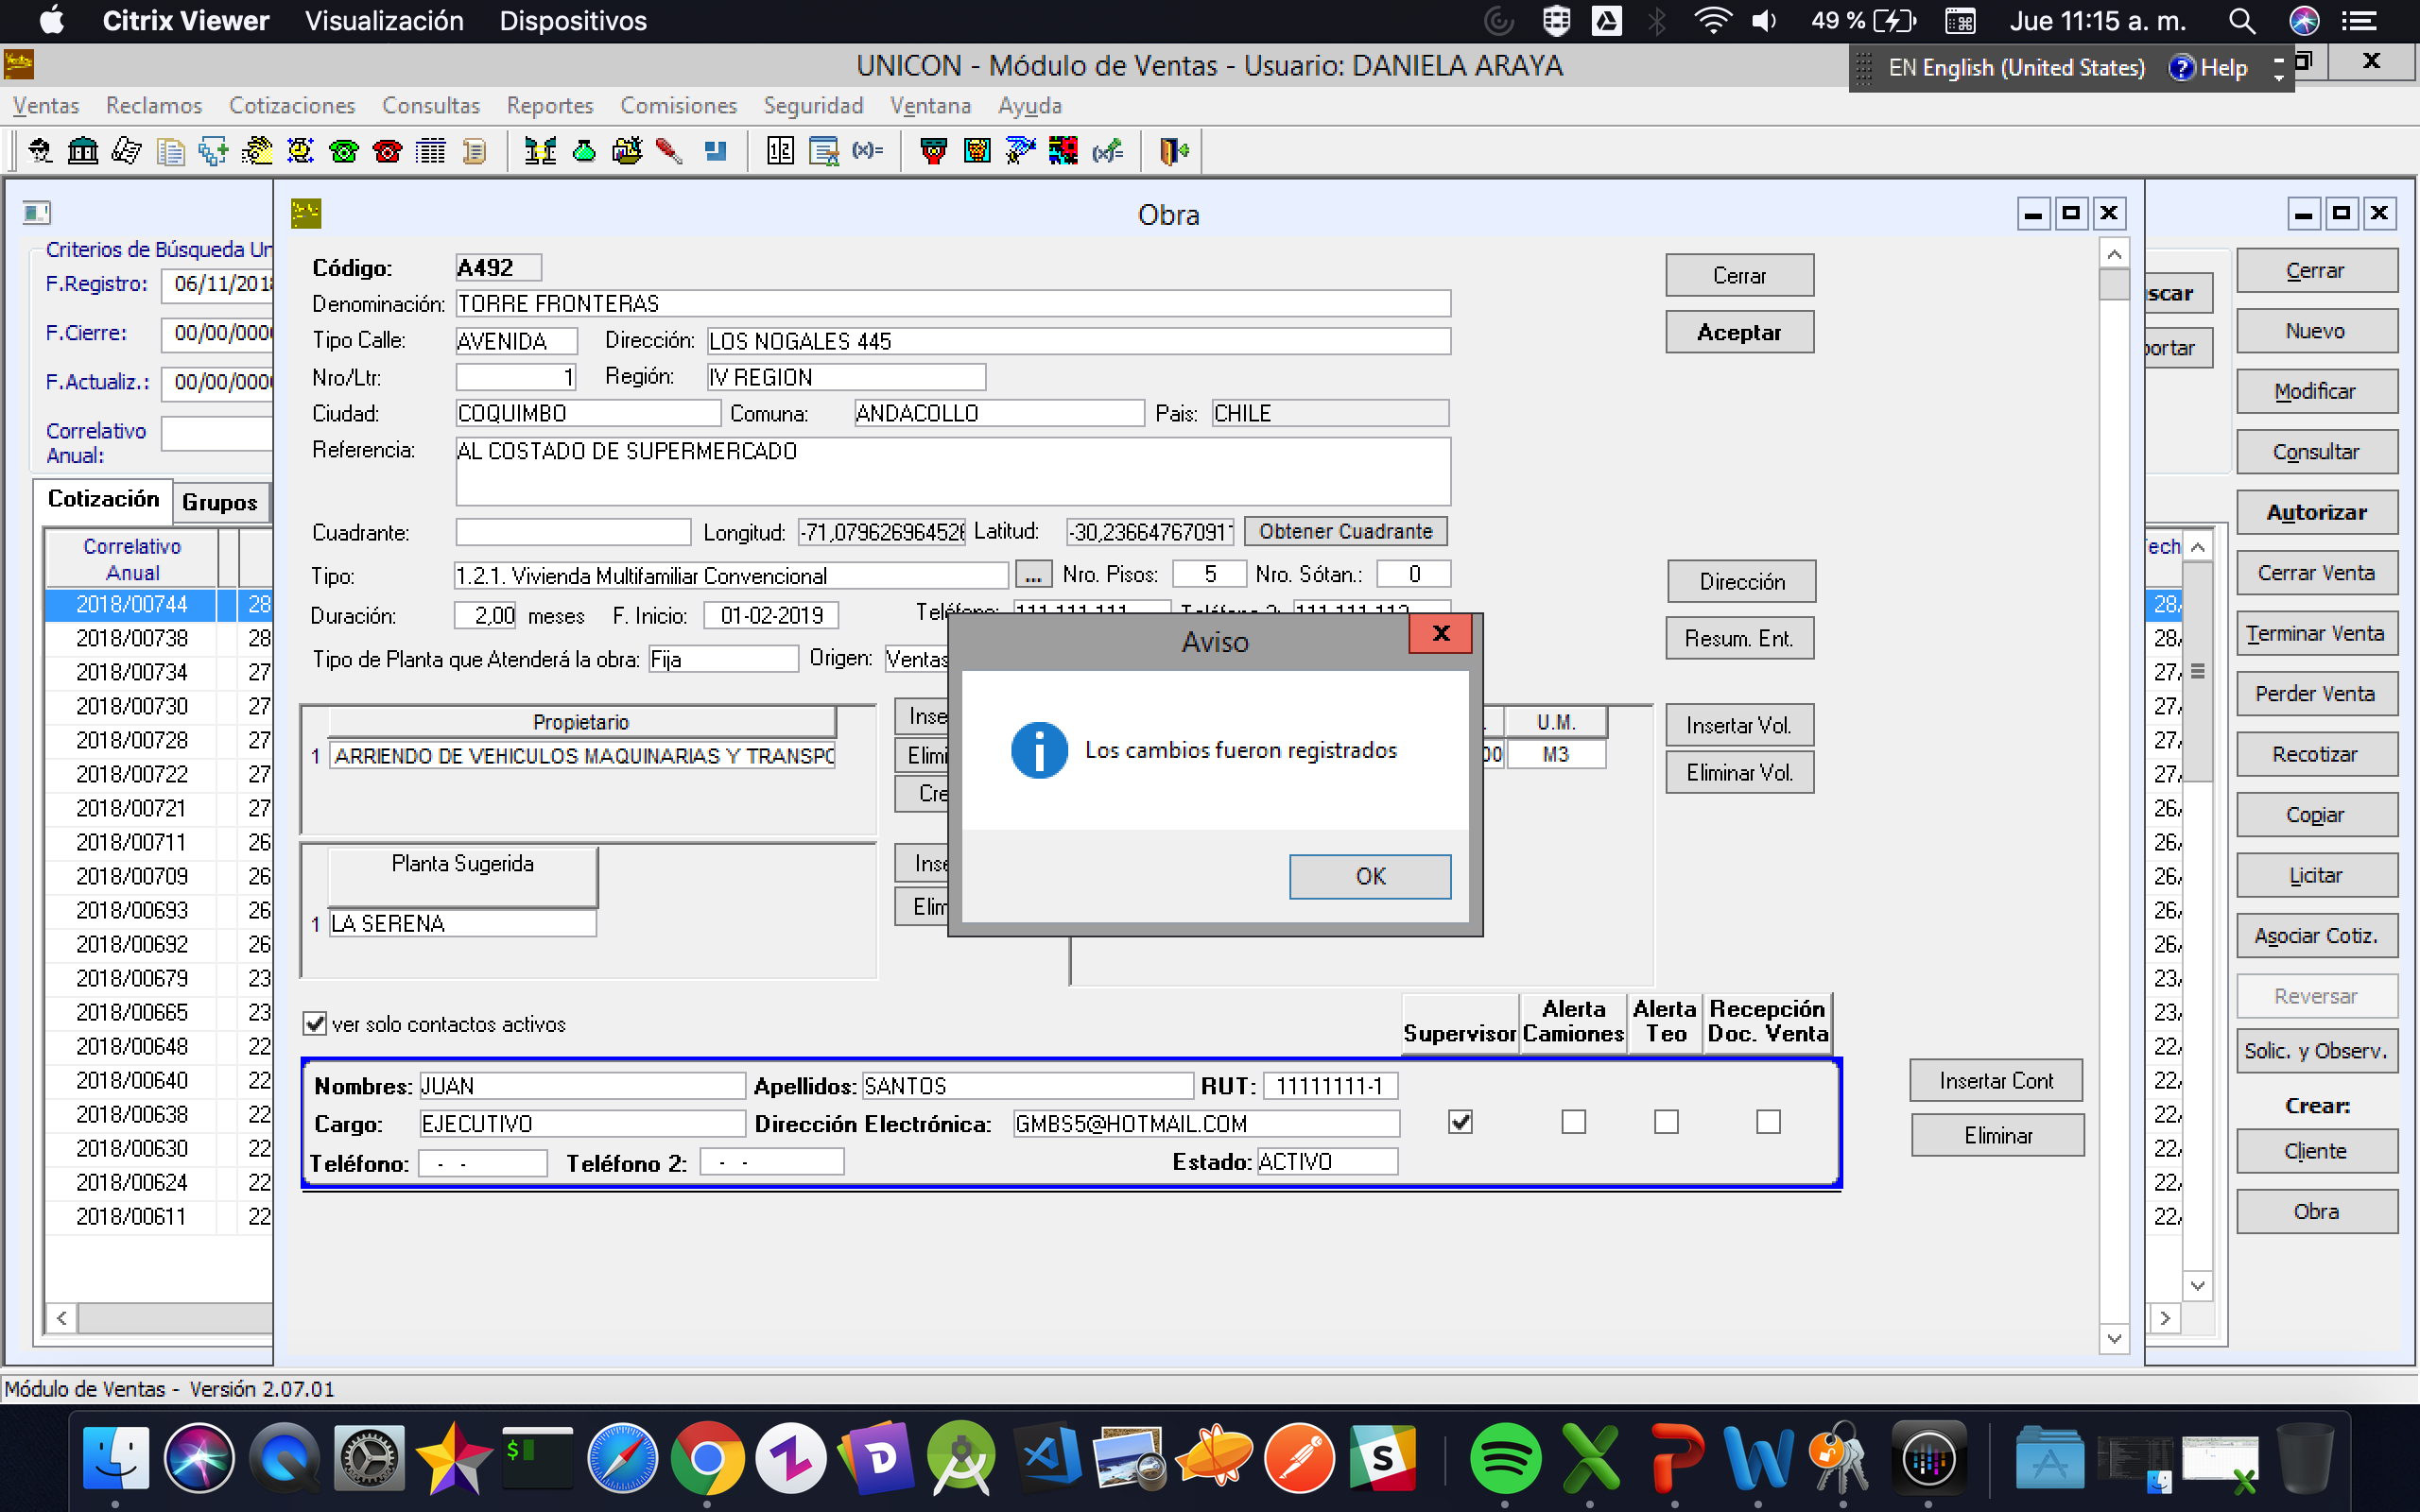 Citrix Viewer Visualización Dispositivos 49 % Jue 11:15 a. m.
UNICON - Módulo de Ventas - Usuario: DANIELA ARAYA
EN English (United States) Help
Ventas Reclamos Cotizaciones Consultas Reportes Comisiones Seguridad Ventana Ayuda
Obra
Criterios de Búsqueda Un
F.Registro: 06/11/201
F.Cierre: 00/00/000
F.Actualiz.: 00/00/000
Correlativo
Anual:
Cotización Grupos
Correlativo
Anual
2018/00744 28
2018/00738 28
2018/00734 27
2018/00730 27
2018/00728 27
2018/00722 27
2018/00721 27
2018/00711 26
2018/00709 26
2018/00693 26
2018/00692 26
2018/00679 23
2018/00665 23
2018/00648 22
2018/00640 22
2018/00638 22
2018/00630 22
2018/00624 22
2018/00611 22
Código: A492
Denominación: TORRE FRONTERAS
Tipo Calle: AVENIDA Dirección: LOS NOGALES 445
Nro/Ltr: 1 Región: IV REGION
Ciudad: COQUIMBO Comuna: ANDACOLLO Pais: CHILE
Referencia: AL COSTADO DE SUPERMERCADO
Cuadrante: Longitud: -71,07962696452 Latitud: -30,23664767091 Obtener Cuadrante
Tipo: 1.2.1. Vivienda Multifamiliar Convencional ... Nro. Pisos: 5 Nro. Sótan.: 0
Duración: 2,00 meses F. Inicio: 01-02-2019 Teléfono: 111-111-111 Teléfono 2: 111-111-112
Tipo de Planta que Atenderá la obra: Fija Origen: Ventas
Cerrar
Aceptar
Dirección
Resum. Ent.
Insertar Vol.
Eliminar Vol.
Propietario
1 ARRIENDO DE VEHICULOS MAQUINARIAS Y TRANSPO
Inse
Elimi
Cre
U.M.
00 M3
Planta Sugerida
1 LA SERENA
Inse
Elim
Aviso
X
Los cambios fueron registrados
OK
ver solo contactos activos
Supervisor
Alerta
Camiones
Alerta
Teo
Recepción
Doc. Venta
Nombres: JUAN Apellidos: SANTOS RUT: 11111111-1
Cargo: EJECUTIVO Dirección Electrónica: GMBS5@HOTMAIL.COM
Teléfono: - - Teléfono 2: - - Estado: ACTIVO
Insertar Cont
Eliminar
scar
portar
ech
28/
28/
27/
27/
27/
27/
26/
26/
26/
26/
26/
23/
23/
22/
22/
22/
22/
22/
22/
Cerrar
Nuevo
Modificar
Consultar
Autorizar
Cerrar Venta
Terminar Venta
Perder Venta
Recotizar
Copiar
Licitar
Asociar Cotiz.
Reversar
Solic. y Observ.
Crear:
Cliente
Obra
Módulo de Ventas - Versión 2.07.01